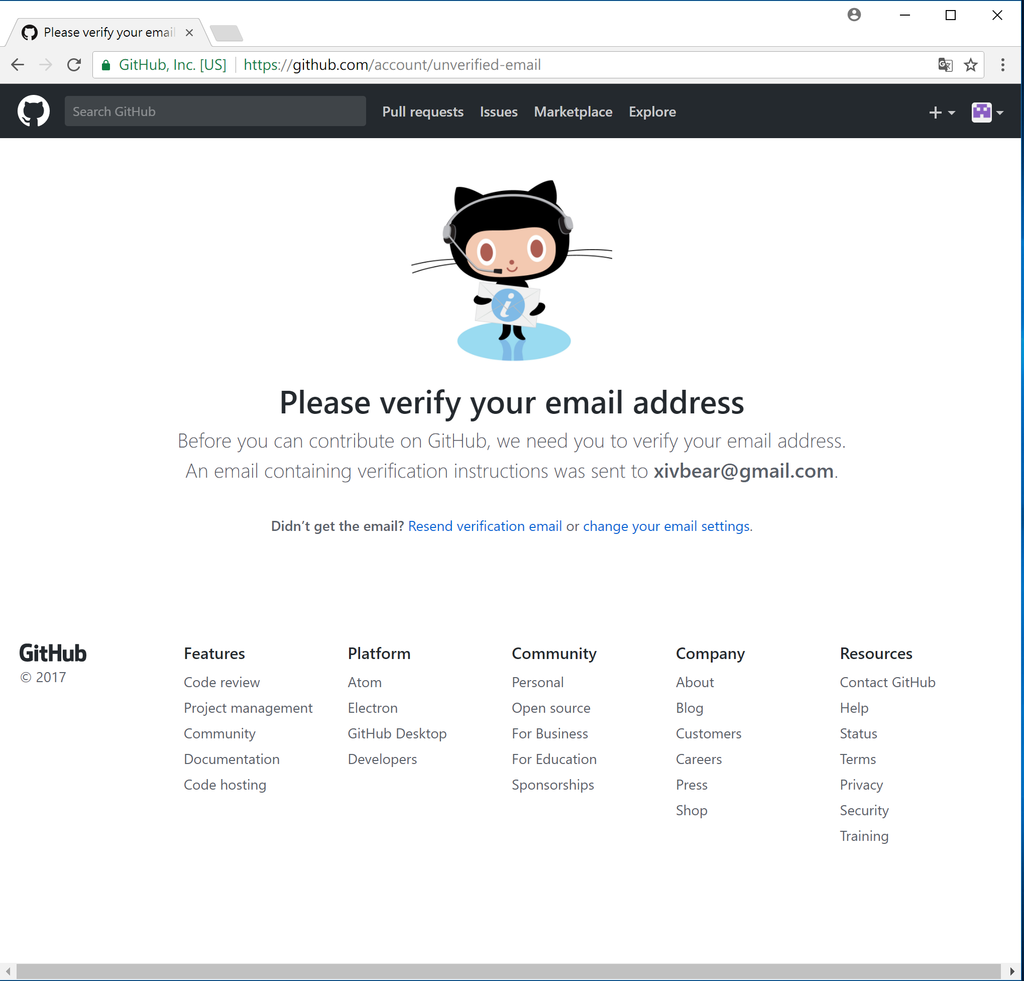 Please verify your emai
GitHub, Inc. [US] https://github.com/account/unverified-email
Search GitHub Pull requests Issues Marketplace Explore
i
Please verify your email address
Before you can contribute on GitHub, we need you to verify your email address.
An email containing verification instructions was sent to xivbear@gmail.com.
Didn’t get the email? Resend verification email or change your email settings.
GitHub
© 2017
Features
Code review
Project management
Community
Documentation
Code hosting
Platform
Atom
Electron
GitHub Desktop
Developers
Community
Personal
Open source
For Business
For Education
Sponsorships
Company
About
Blog
Customers
Careers
Press
Shop
Resources
Contact GitHub
Help
Status
Terms
Privacy
Security
Training